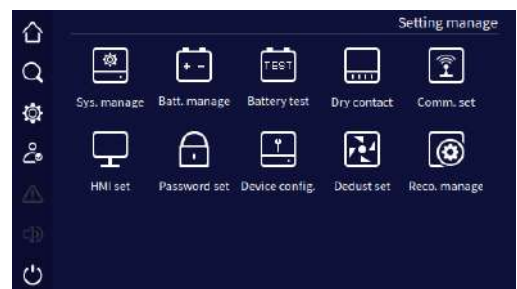 Setting manage
TEST
Sys. manage Batt. manage Battery test Dry contact Comm. set
HMI set Password set Device config. Dedust set Reco. manage